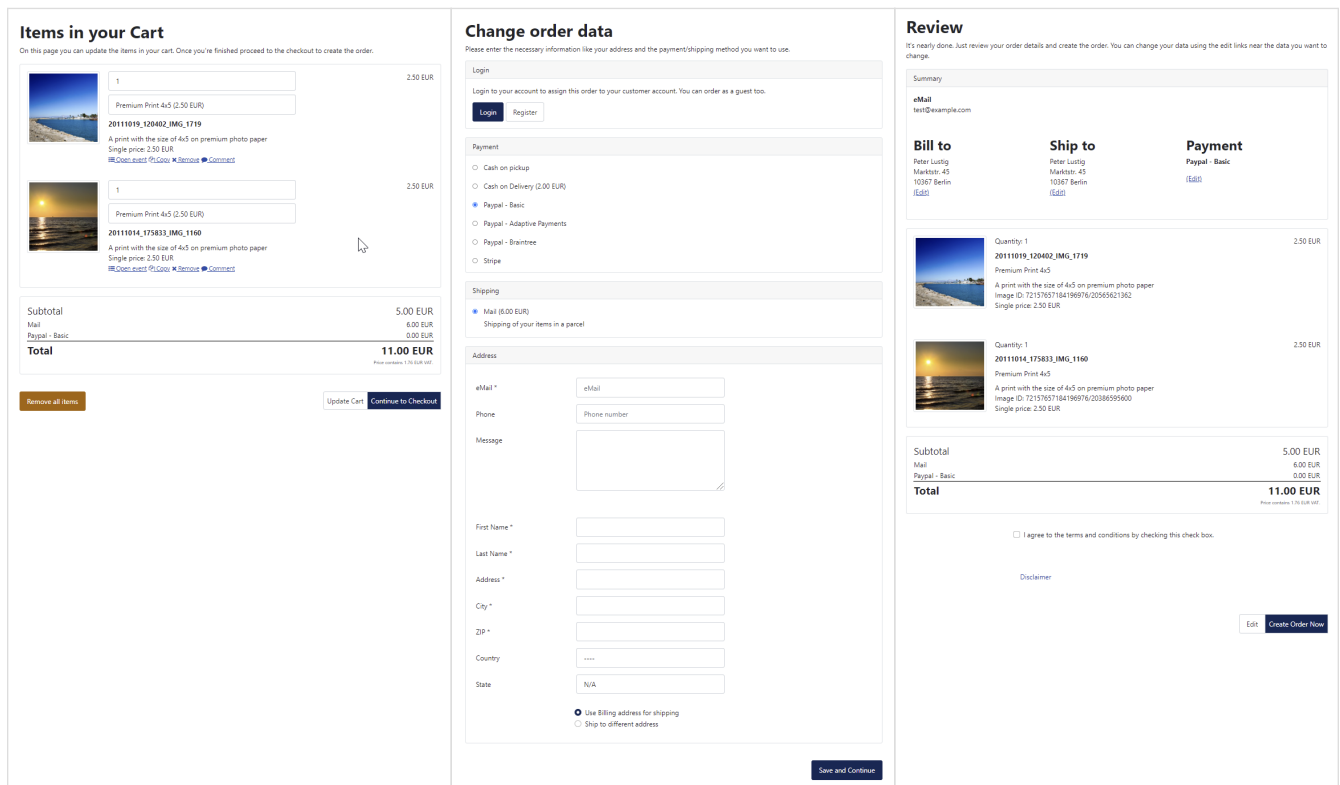 Items in your Cart
On this page you can update the items in your cart. Once you're finished proceed to the checkout to create the order.
1
2.50 EUR
Premium Print 4x5 (2.50 EUR)
20111019_120402_IMG_1719
A print with the size of 4x5 on premium photo paper
Single price: 2.50 EUR
Open event Copy Remove Comment
1
2.50 EUR
Premium Print 4x5 (2.50 EUR)
20111014_175833_IMG_1160
A print with the size of 4x5 on premium photo paper
Single price: 2.50 EUR
Open event Copy Remove Comment
Subtotal 5.00 EUR
Mail 6.00 EUR
Paypal - Basic 0.00 EUR
Total 11.00 EUR
Price contains 1.76 EUR VAT.
Remove all items
Update Cart Continue to Checkout
Change order data
Please enter the necessary information like your address and the payment/shipping method you want to use.
Login
Login to your account to assign this order to your customer account. You can order as a guest too.
Login Register
Payment
Cash on pickup
Cash on Delivery (2.00 EUR)
Paypal - Basic
Paypal - Adaptive Payments
Paypal - Braintree
Stripe
Shipping
Mail (6.00 EUR)
Shipping of your items in a parcel
Address
eMail * eMail
Phone Phone number
Message
First Name *
Last Name *
Address *
City *
ZIP *
Country ----
State N/A
Use Billing address for shipping
Ship to different address
Save and Continue
Review
It's nearly done. Just review your order details and create the order. You can change your data using the edit links near the data you want to
change.
Summary
eMail
test@example.com
Bill to Ship to Payment
Peter Lustig Peter Lustig Paypal - Basic
Marktstr. 45 Marktstr. 45
10367 Berlin 10367 Berlin (Edit)
(Edit) (Edit)
Quantity: 1 2.50 EUR
20111019_120402_IMG_1719
Premium Print 4x5
A print with the size of 4x5 on premium photo paper
Image ID: 72157657184196976/20565621362
Single price: 2.50 EUR
Quantity: 1 2.50 EUR
20111014_175833_IMG_1160
Premium Print 4x5
A print with the size of 4x5 on premium photo paper
Image ID: 72157657184196976/20386595600
Single price: 2.50 EUR
Subtotal 5.00 EUR
Mail 6.00 EUR
Paypal - Basic 0.00 EUR
Total 11.00 EUR
Price contains 1.76 EUR VAT.
I agree to the terms and conditions by checking this check box.
Disclaimer
Edit Create Order Now